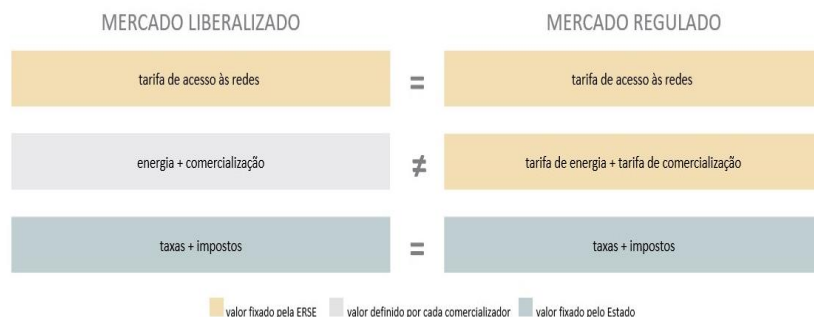 MERCADO LIBERALIZADO MERCADO REGULADO
tarifa de acesso às redes = tarifa de acesso às redes
energia + comercialização ≠ tarifa de energia + tarifa de comercialização
taxas + impostos = taxas + impostos
valor fixado pela ERSE valor definido por cada comercializador valor fixado pelo Estado